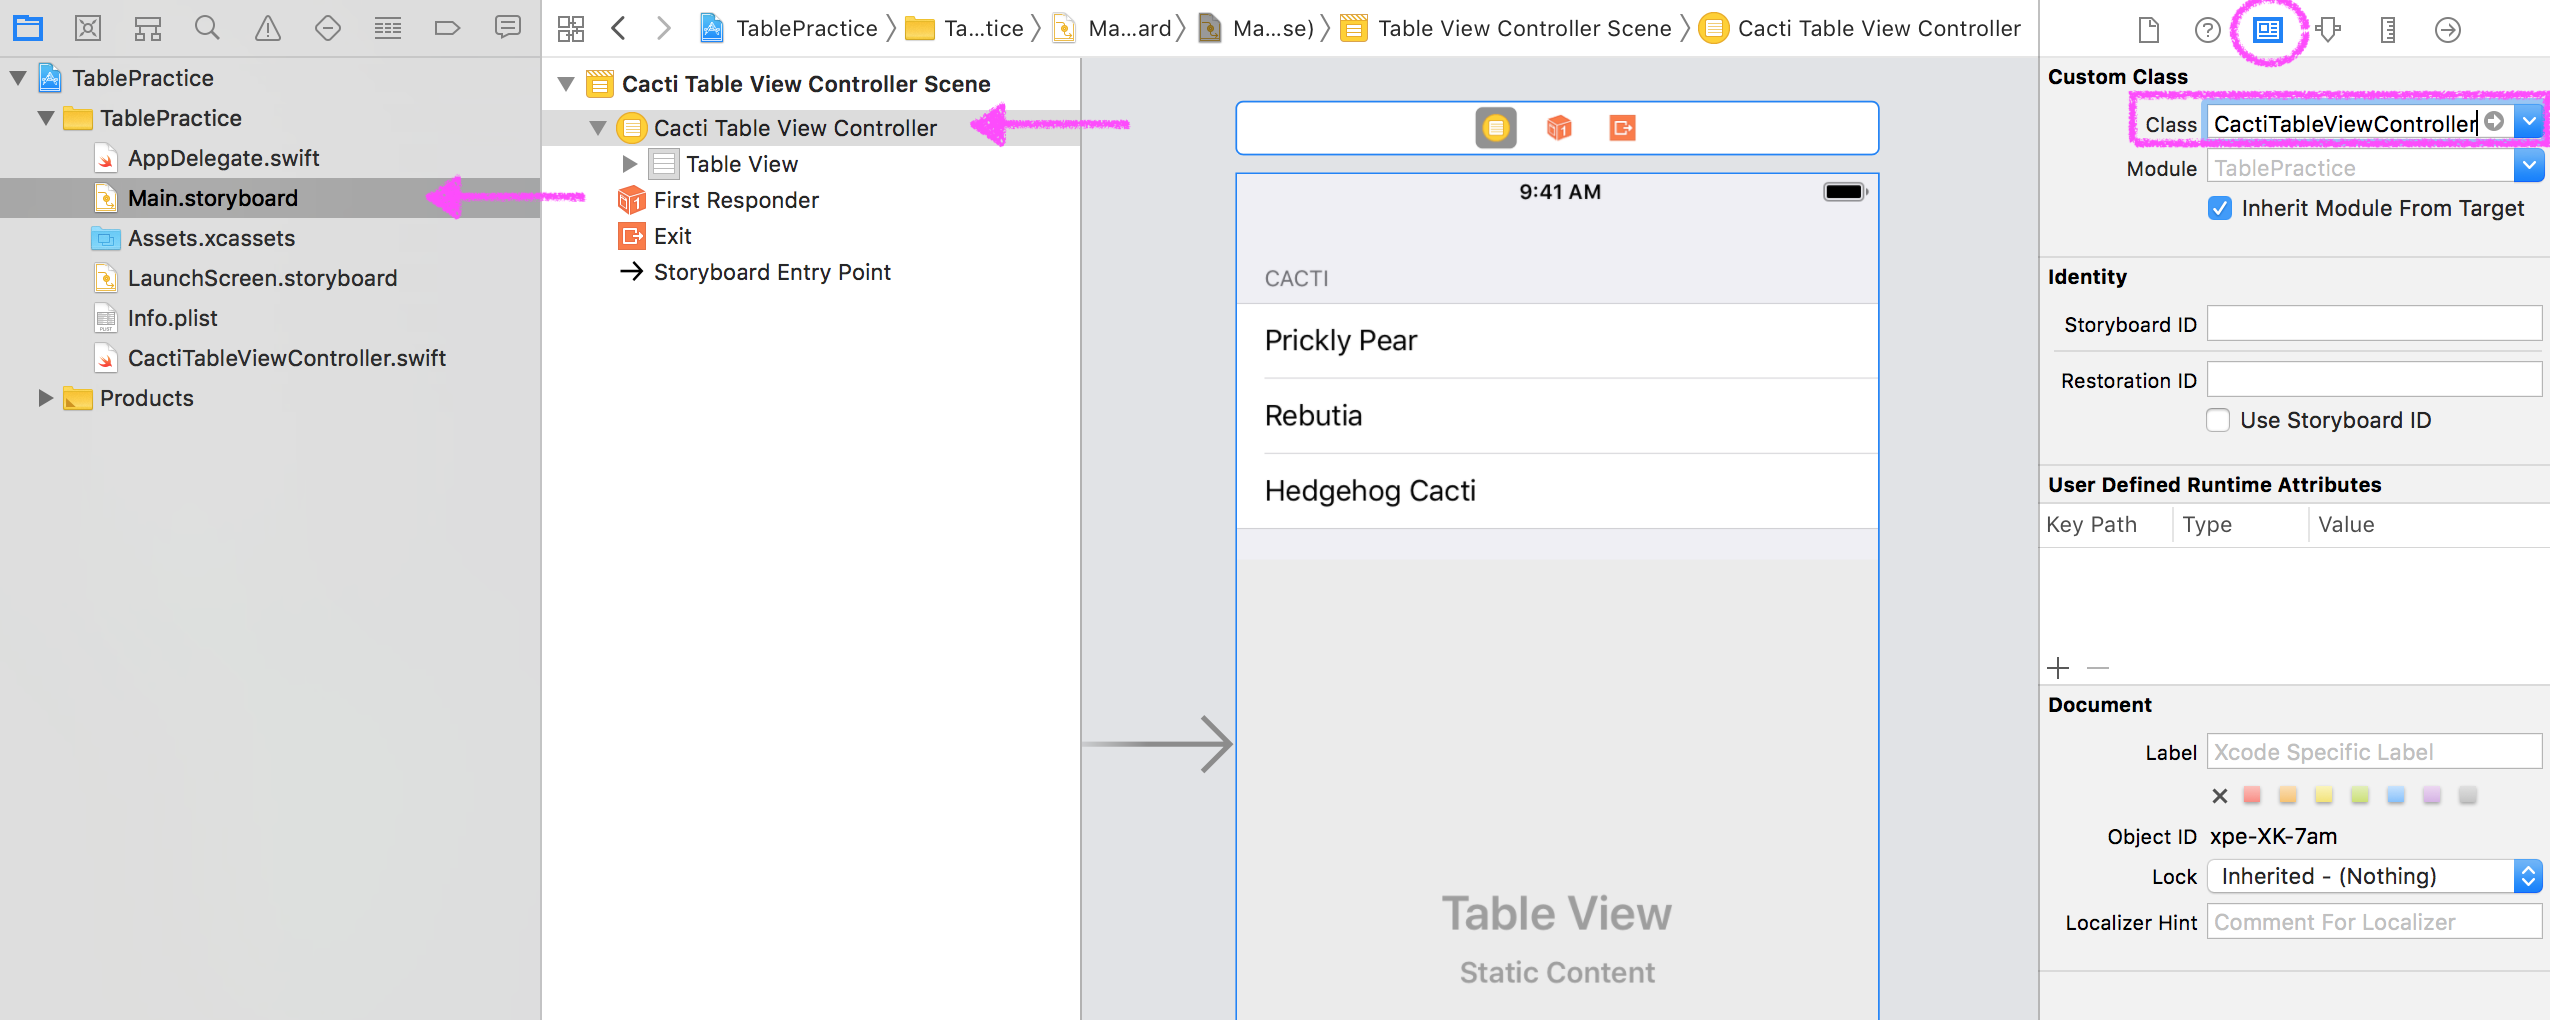 TablePractice
Ta...tice
Ma...ard
Ma...se)
Table View Controller Scene
Cacti Table View Controller
TablePractice
TablePractice
AppDelegate.swift
Main.storyboard
Assets.xcassets
LaunchScreen.storyboard
Info.plist
CactiTableViewController.swift
Products
Cacti Table View Controller Scene
Cacti Table View Controller
Table View
First Responder
Exit
Storyboard Entry Point
9:41 AM
CACTI
Prickly Pear
Rebutia
Hedgehog Cacti
Table View
Static Content
Custom Class
Class CactiTableViewController
Module TablePractice
Inherit Module From Target
Identity
Storyboard ID
Restoration ID
Use Storyboard ID
User Defined Runtime Attributes
Key Path Type Value
Document
Label Xcode Specific Label
Object ID xpe-XK-7am
Lock Inherited - (Nothing)
Localizer Hint Comment For Localizer